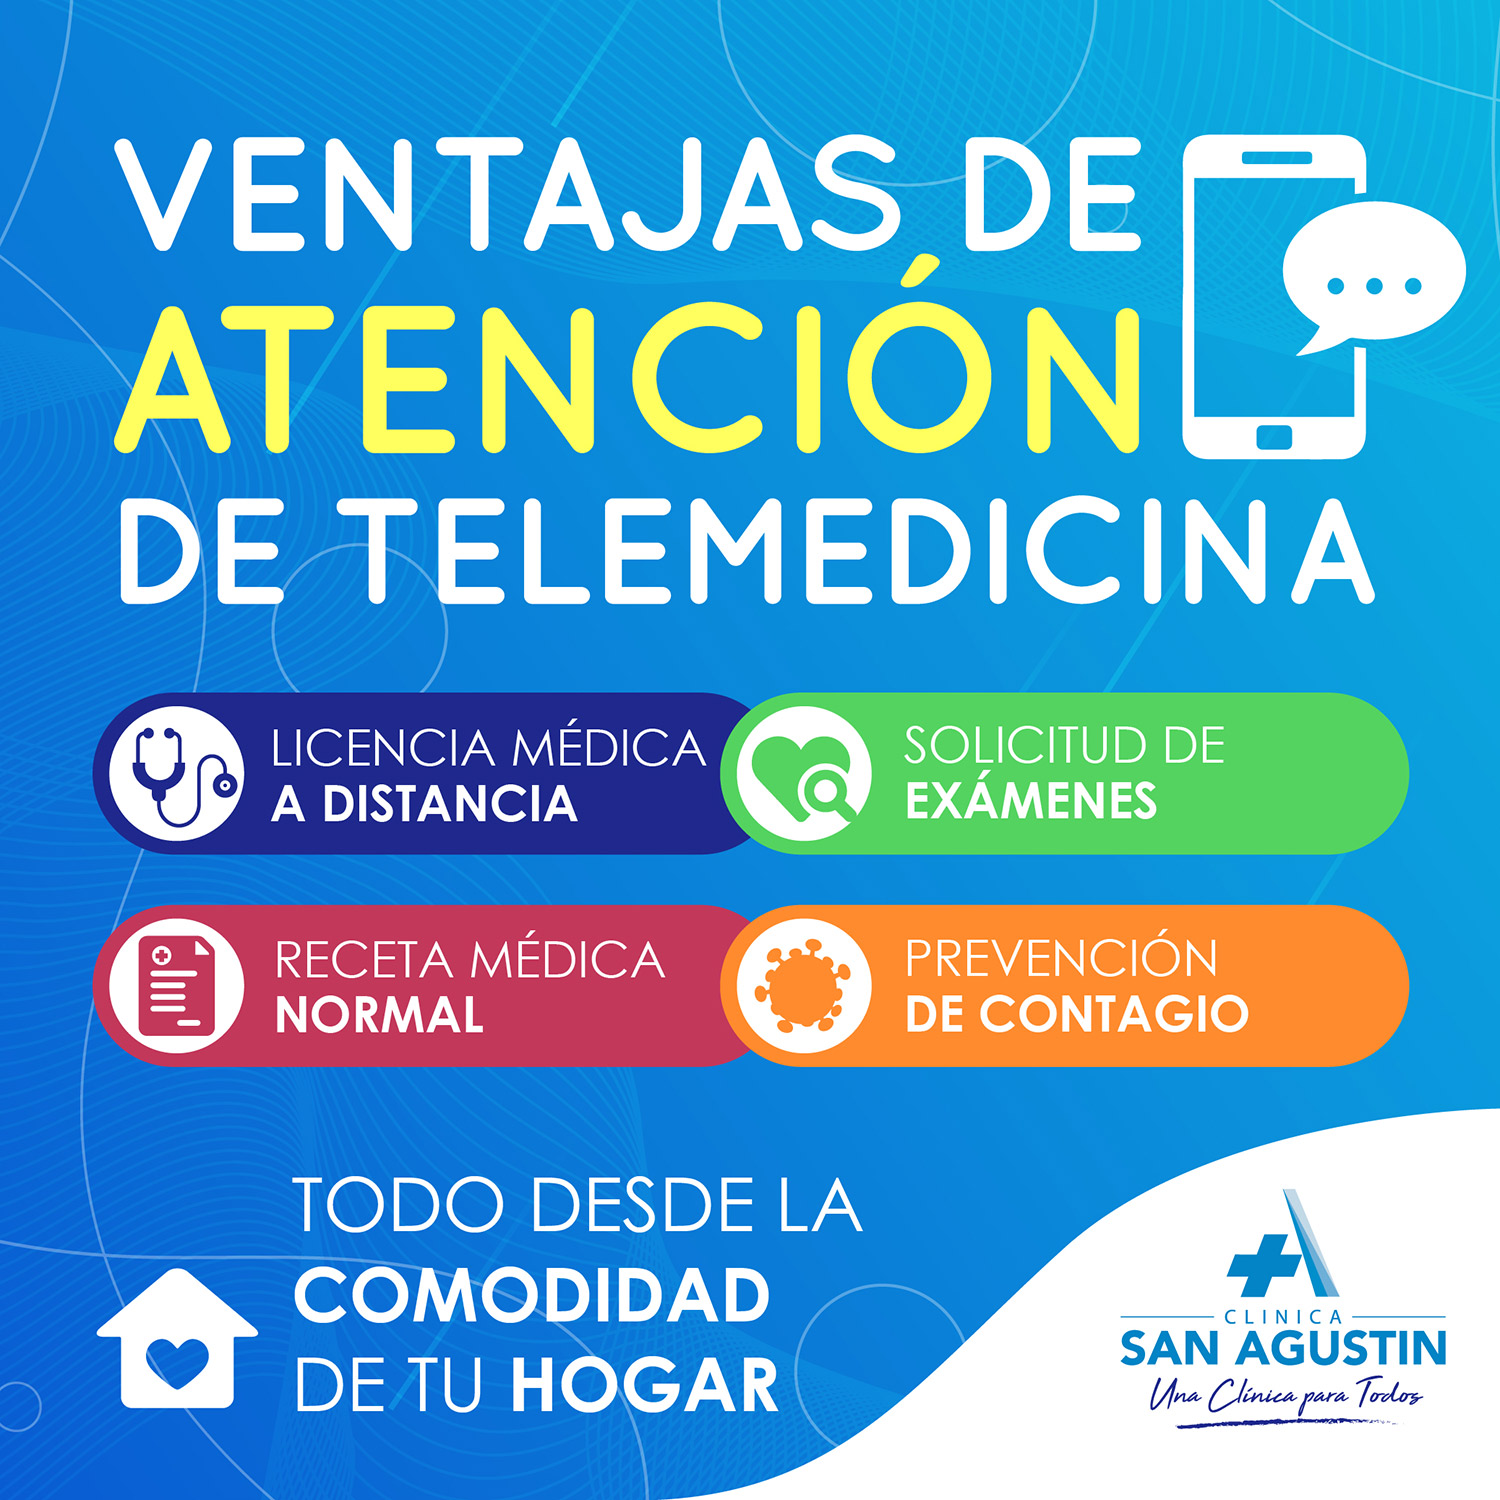 VENTAJAS DE
ATENCIÓN
DE TELEMEDICINA
LICENCIA MÉDICA
A DISTANCIA
SOLICITUD DE
EXÁMENES
RECETA MÉDICA
NORMAL
PREVENCIÓN
DE CONTAGIO
TODO DESDE LA
COMODIDAD
DE TU HOGAR
CLINICA
SAN AGUSTIN
Una Clínica para Todos